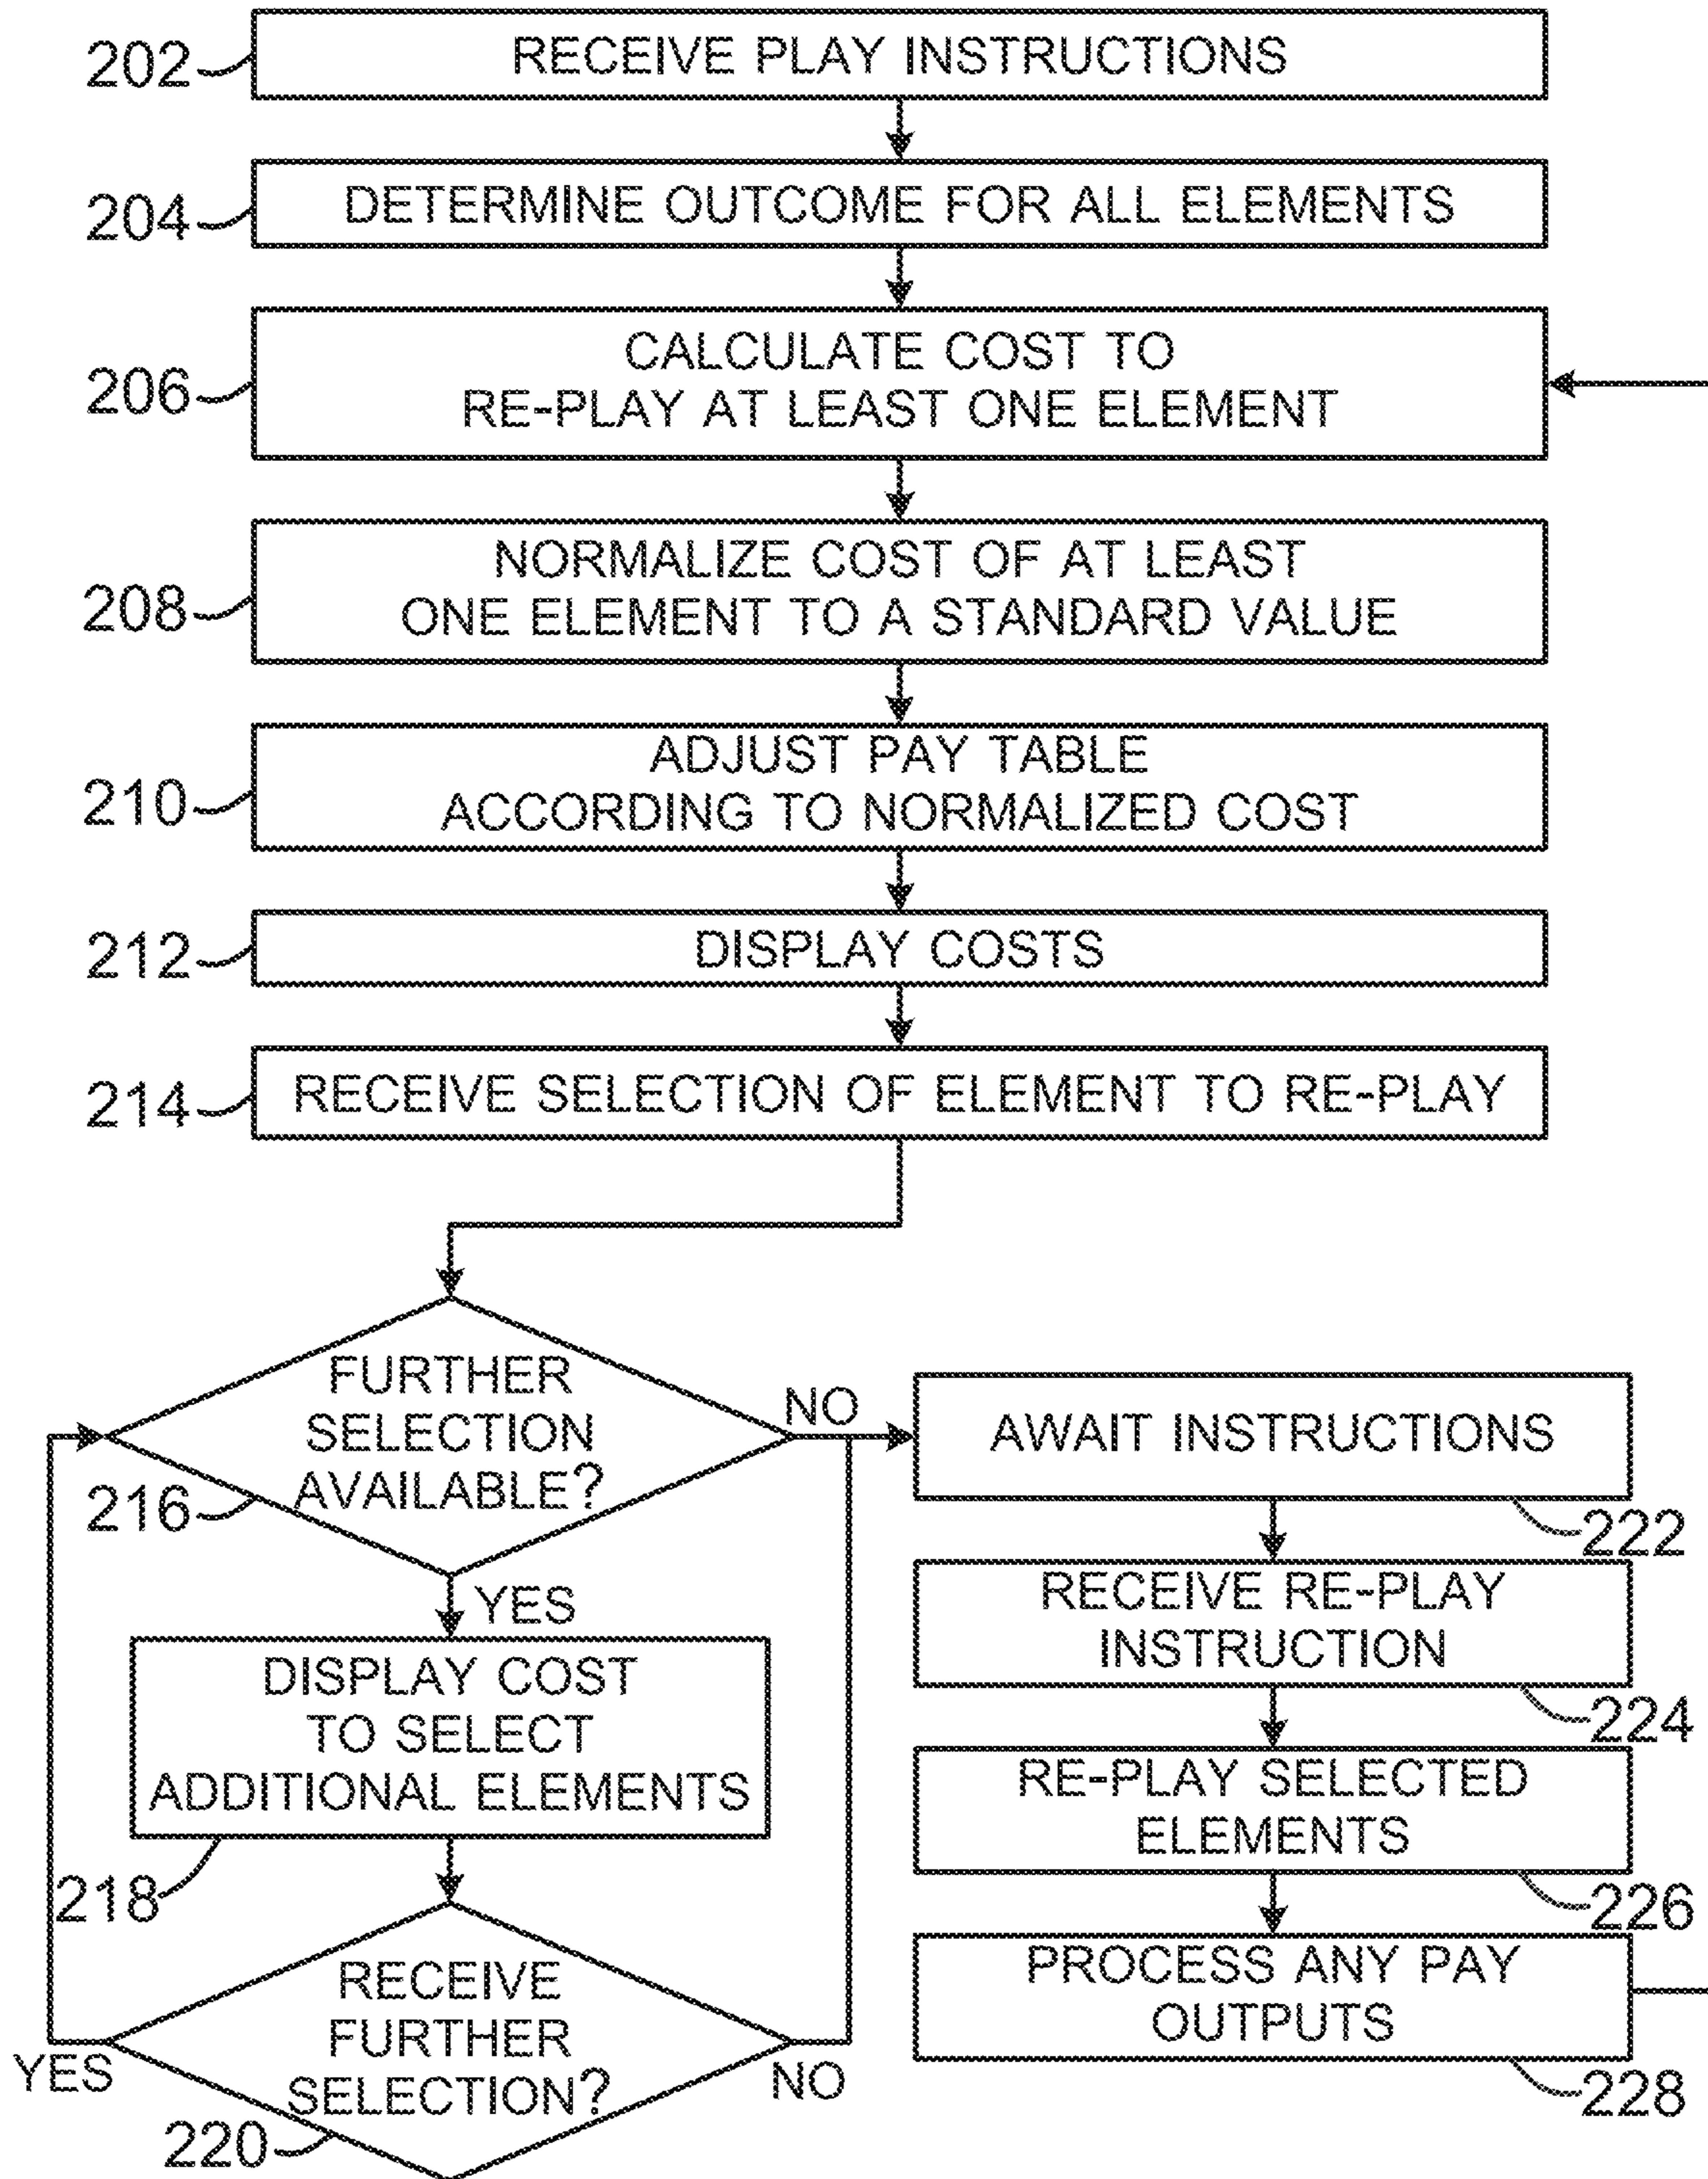 202
RECEIVE PLAY INSTRUCTIONS
204
DETERMINE OUTCOME FOR ALL ELEMENTS
206
CALCULATE COST TO
RE-PLAY AT LEAST ONE ELEMENT
208
NORMALIZE COST OF AT LEAST
ONE ELEMENT TO A STANDARD VALUE
210
ADJUST PAY TABLE
ACCORDING TO NORMALIZED COST
212
DISPLAY COSTS
214
RECEIVE SELECTION OF ELEMENT TO RE-PLAY
FURTHER
SELECTION
AVAILABLE?
216
NO
YES
DISPLAY COST
TO SELECT
ADDITIONAL ELEMENTS
218
RECEIVE
FURTHER
SELECTION?
220
YES
NO
AWAIT INSTRUCTIONS
222
RECEIVE RE-PLAY
INSTRUCTION
224
RE-PLAY SELECTED
ELEMENTS
226
PROCESS ANY PAY
OUTPUTS
228